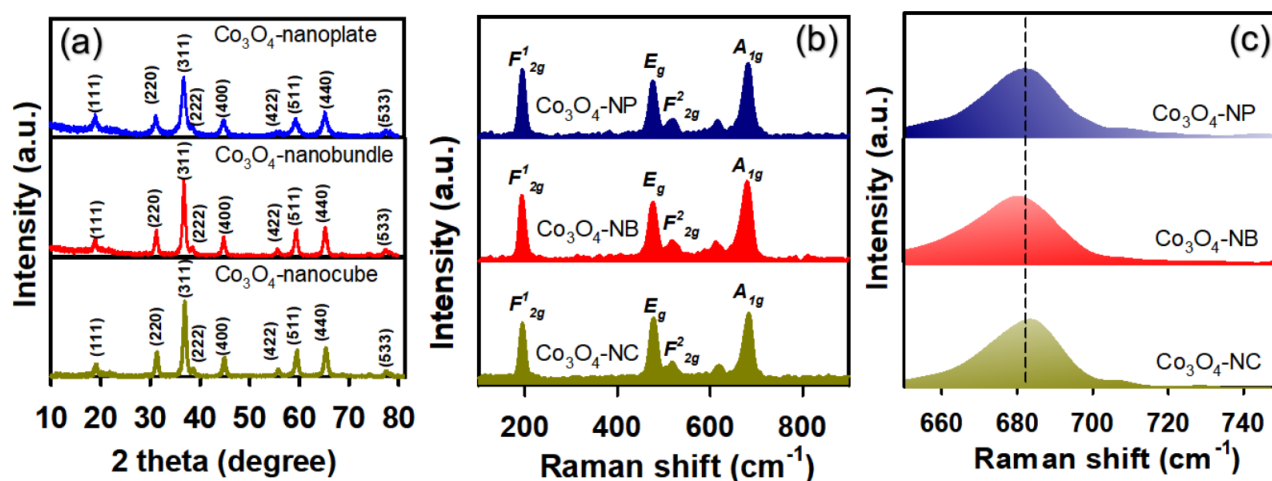 (a)
Co₃O₄-nanoplate
(111)
(220)
(311)
(222)
(400)
(422)
(511)
(440)
(533)
Co₃O₄-nanobundle
(111)
(220)
(311)
(222)
(400)
(422)
(511)
(440)
(533)
Co₃O₄-nanocube
(111)
(220)
(311)
(222)
(400)
(422)
(511)
(440)
(533)
Intensity (a.u.)
10 20 30 40 50 60 70 80
2 theta (degree)
(b)
F¹2g
Eg
F²2g
A1g
Co₃O₄-NP
F¹2g
Eg
F²2g
A1g
Co₃O₄-NB
F¹2g
Eg
F²2g
A1g
Co₃O₄-NC
Intensity (a.u.)
200 400 600 800
Raman shift (cm⁻¹)
(c)
Co₃O₄-NP
Co₃O₄-NB
Co₃O₄-NC
Intensity (a.u.)
660 680 700 720 740
Raman shift (cm⁻¹)